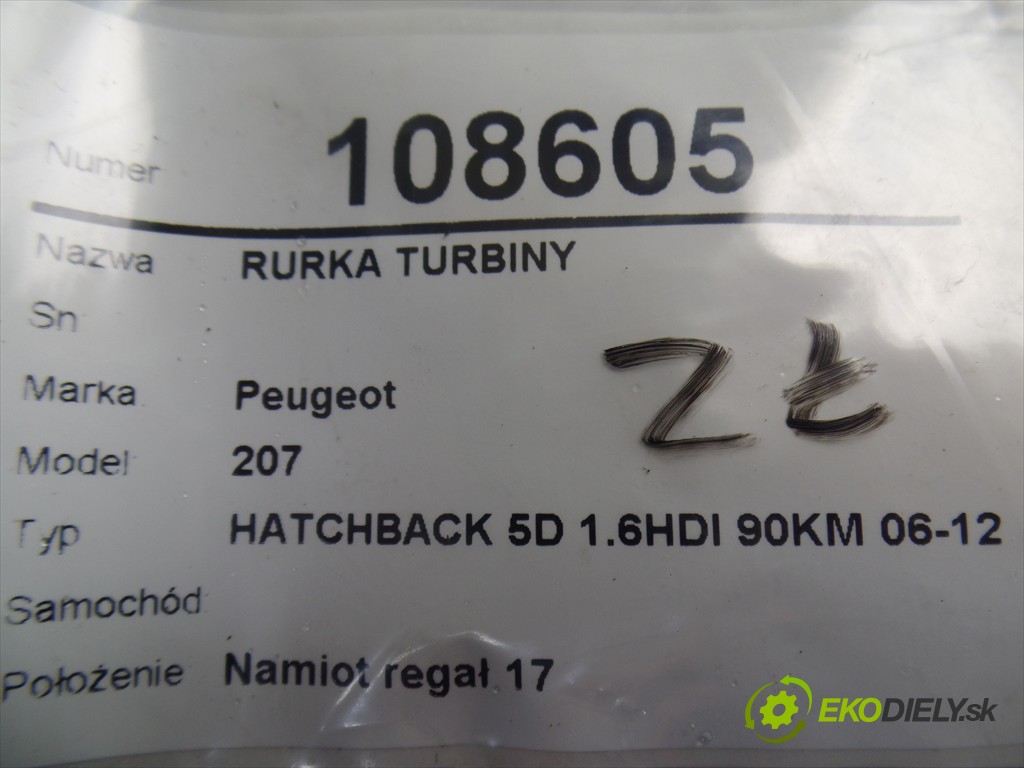 Numer 108605
Nazwa RURKA TURBINY
Sn
Marka Peugeot
ZŁ
Model 207
Typ HATCHBACK 5D 1.6HDI 90KM 06-12
Samochód
Położenie Namiot regał 17
EKODIELY.sk